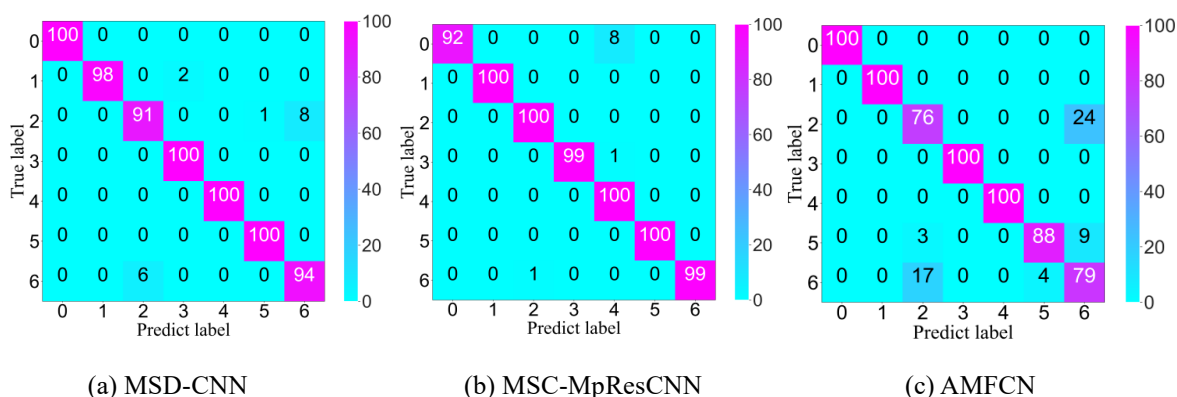 0 100 0 0 0 0 0 0
1 0 98 0 2 0 0 0
2 0 0 91 0 0 1 8
3 0 0 0 100 0 0 0
4 0 0 0 0 100 0 0
5 0 0 0 0 0 100 0
6 0 0 6 0 0 0 94
0 1 2 3 4 5 6
True label
Predict label
100
80
60
40
20
0
(a) MSD-CNN
0 92 0 0 0 8 0 0
1 0 100 0 0 0 0 0
2 0 0 100 0 0 0 0
3 0 0 0 99 1 0 0
4 0 0 0 0 100 0 0
5 0 0 0 0 0 100 0
6 0 0 1 0 0 0 99
0 1 2 3 4 5 6
True label
Predict label
100
80
60
40
20
0
(b) MSC-MpResCNN
0 100 0 0 0 0 0 0
1 0 100 0 0 0 0 0
2 0 0 76 0 0 0 24
3 0 0 0 100 0 0 0
4 0 0 0 0 100 0 0
5 0 0 3 0 0 88 9
6 0 0 17 0 0 4 79
0 1 2 3 4 5 6
True label
Predict label
100
80
60
40
20
0
(c) AMFCN